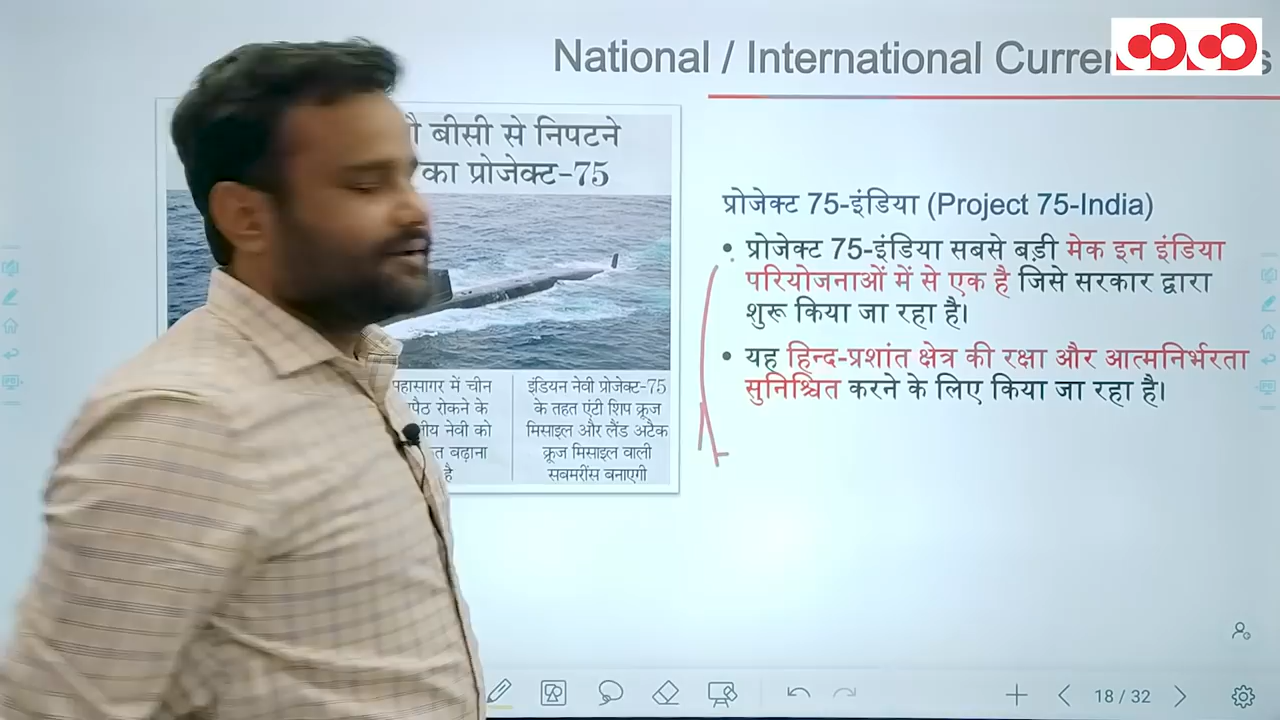 National / International
बीसी से निपटने
का प्रोजेक्ट-75
में चीन
रोकने के
नेवी को
बढ़ाना
है
इंडियन नेवी प्रोजेक्ट-75
के तहत एंटी शिप क्रूज
मिसाइल और लैंड अटैक
क्रूज मिसाइल वाली
सबमरींस बनाएगी
प्रोजेक्ट 75-इंडिया (Project 75-India)
• प्रोजेक्ट 75-इंडिया सबसे बड़ी मेक इन इंडिया
परियोजनाओं में से एक है जिसे सरकार द्वारा
शुरू किया जा रहा है।
• यह हिन्द-प्रशांत क्षेत्र की रक्षा और आत्मनिर्भरता
सुनिश्चित करने के लिए किया जा रहा है।
18 / 32